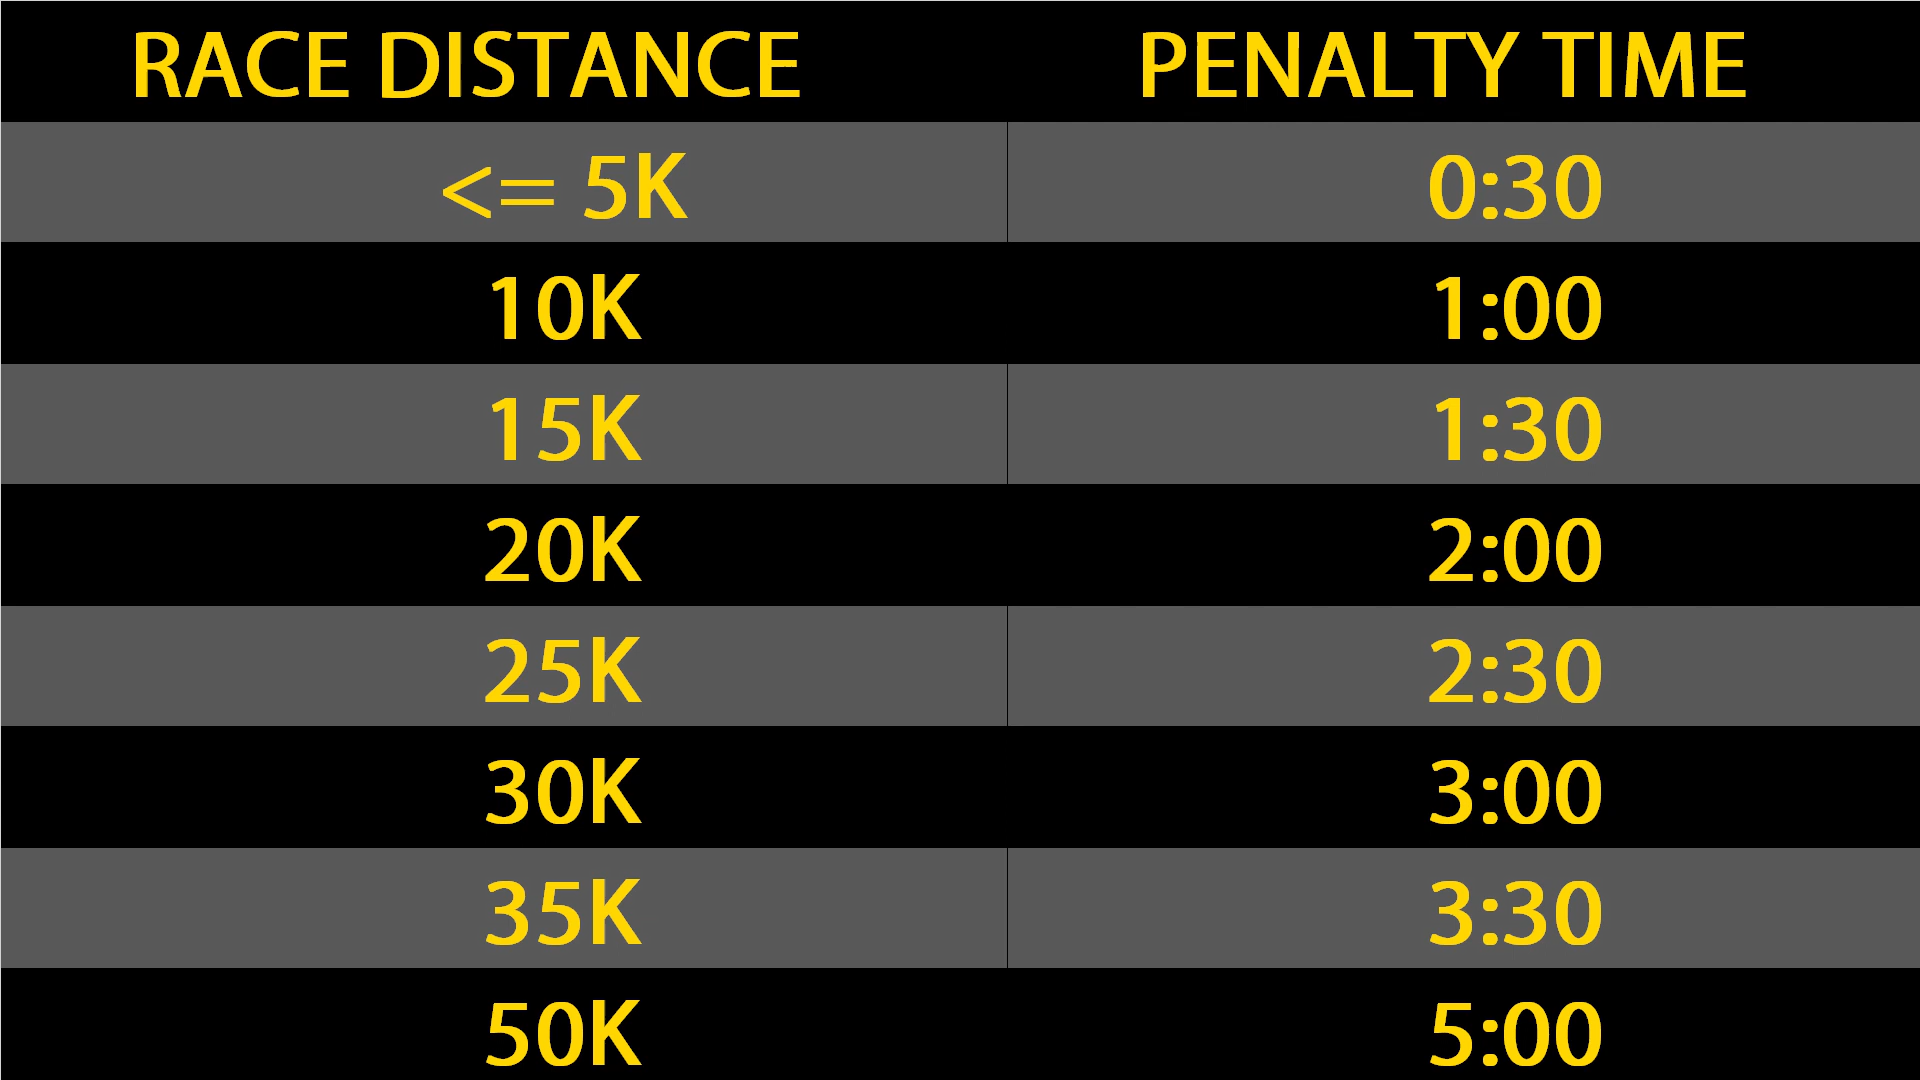 RACE DISTANCE PENALTY TIME
<= 5K 0:30
10K 1:00
15K 1:30
20K 2:00
25K 2:30
30K 3:00
35K 3:30
50K 5:00